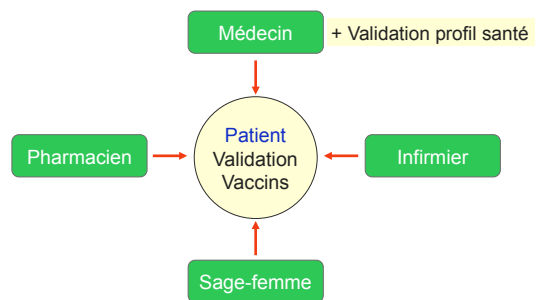 Médecin
+ Validation profil santé
Pharmacien
Patient
Validation
Vaccins
Infirmier
Sage-femme